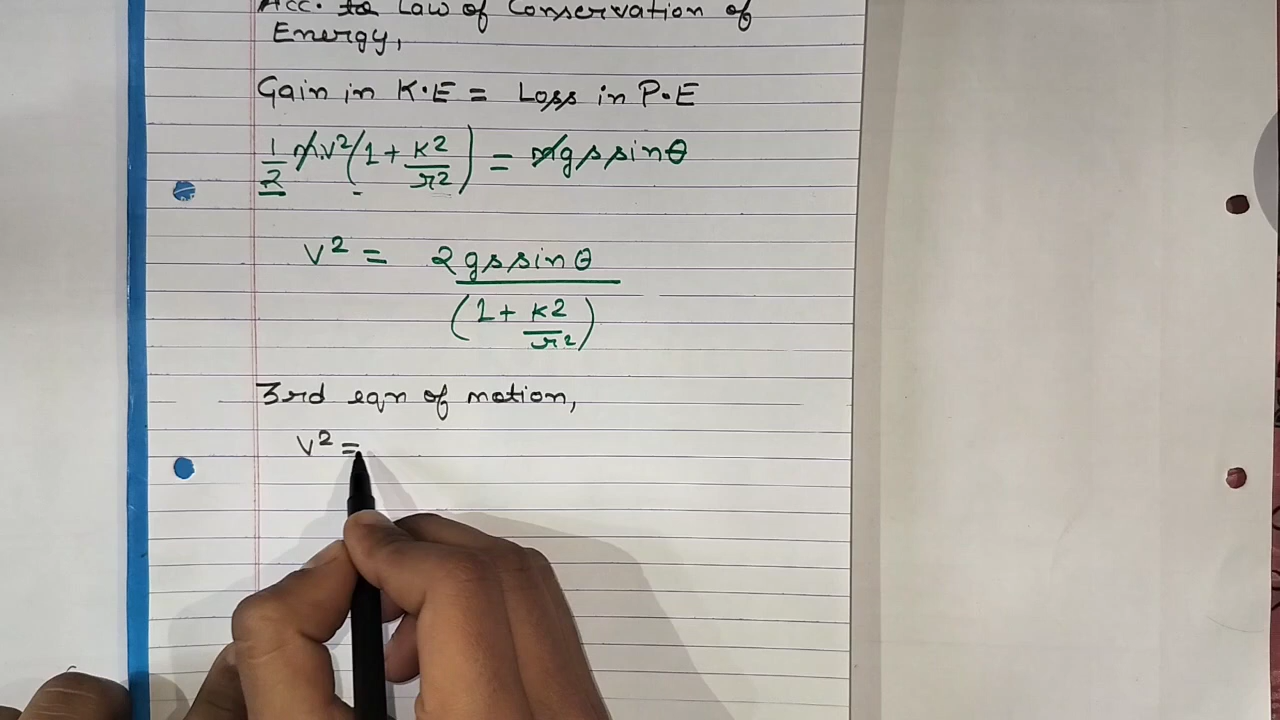 Acc. to Law of Conservation of
Energy,
Gain in K.E = Loss in P.E
1/2 mv²(1 + K²/r²) = mgs sinθ
v² = 2gs sinθ / (1 + K²/r²)
3rd eqn of motion,
v² =